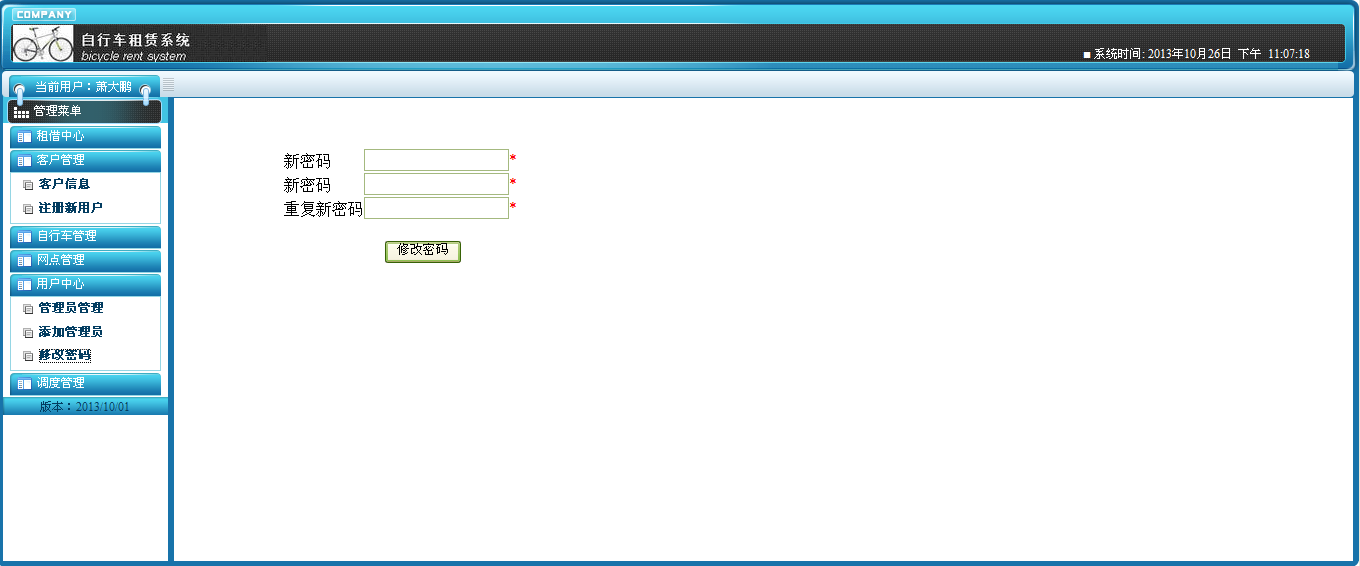 COMPANY
自行车租赁系统
bicycle rent system
■ 系统时间: 2013年10月26日 下午 11:07:18
当前用户：萧大鹏
管理菜单
租借中心
客户管理
客户信息
注册新用户
自行车管理
网点管理
用户中心
管理员管理
添加管理员
修改密码
调度管理
版本：2013/10/01
新密码 *
新密码 *
重复新密码 *
修改密码